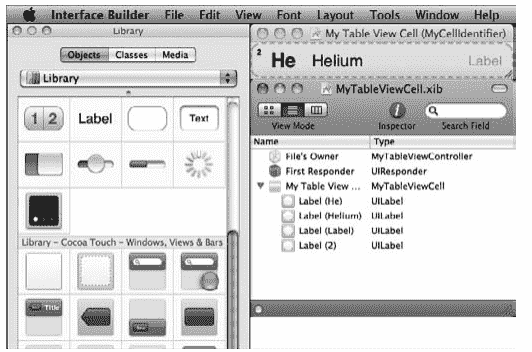 Interface Builder File Edit View Font Layout Tools Window Help
Library
Objects Classes Media
Library
1 2 Label Text
Library - Cocoa Touch - Windows, Views & Bars
Title
My Table View Cell (MyCellIdentifier)
2 He Helium Label
MyTableViewCell.xib
View Mode Inspector Search Field
Name Type
File's Owner MyTableViewController
First Responder UIResponder
My Table View ... MyTableViewCell
Label (He) UILabel
Label (Helium) UILabel
Label (Label) UILabel
Label (2) UILabel